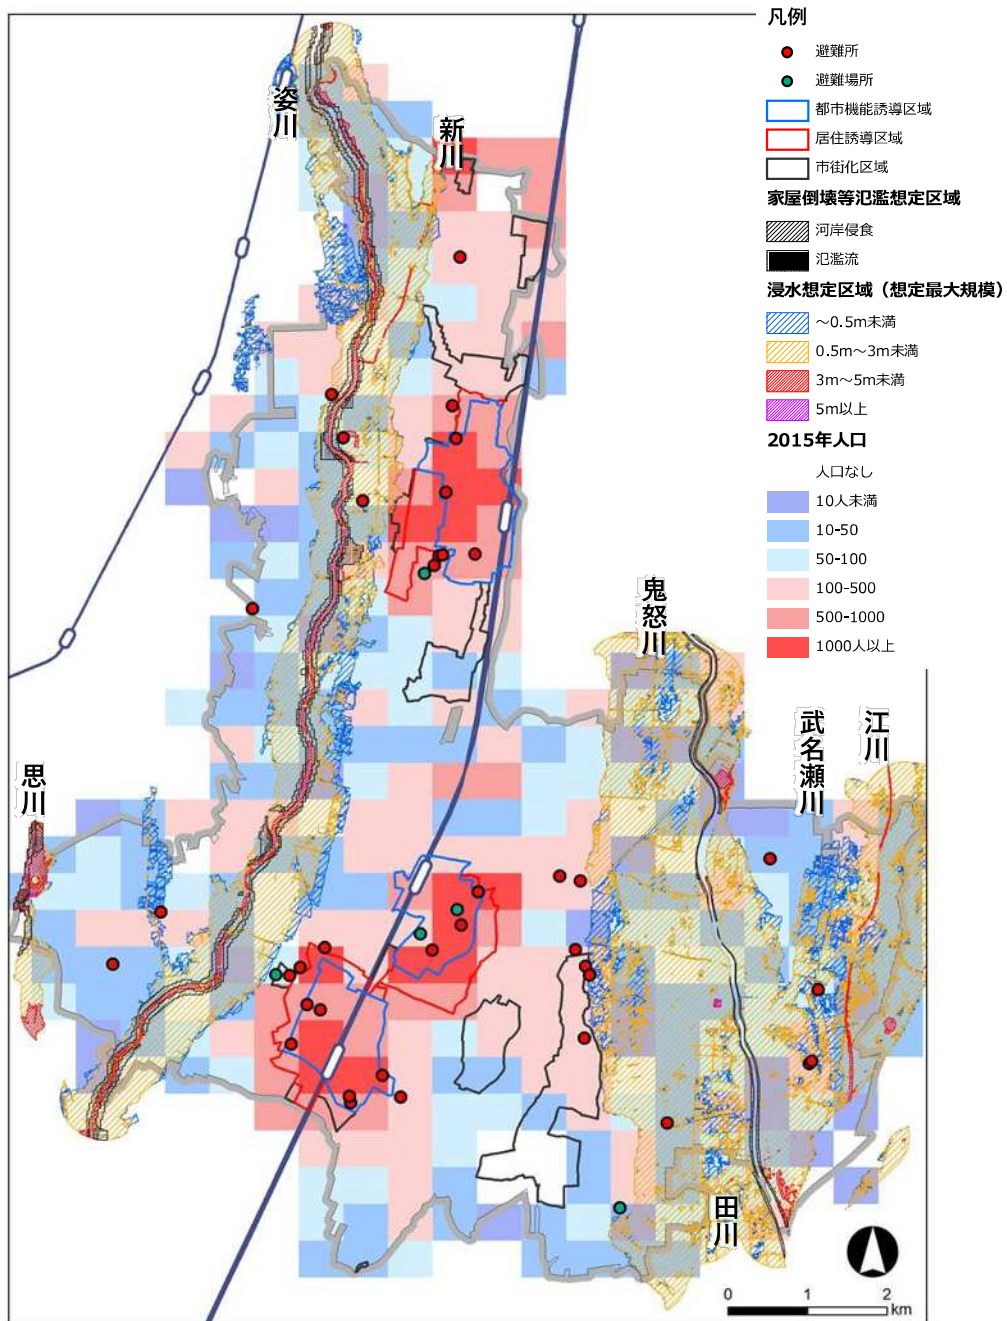 凡例
避難所
避難場所
都市機能誘導区域
居住誘導区域
市街化区域
家屋倒壊等氾濫想定区域
河岸侵食
氾濫流
浸水想定区域（想定最大規模）
～0.5m未満
0.5m～3m未満
3m～5m未満
5m以上
2015年人口
人口なし
10人未満
10-50
50-100
100-500
500-1000
1000人以上
姿川
新川
鬼怒川
武名瀬川
江川
思川
田川
0 1 2
km